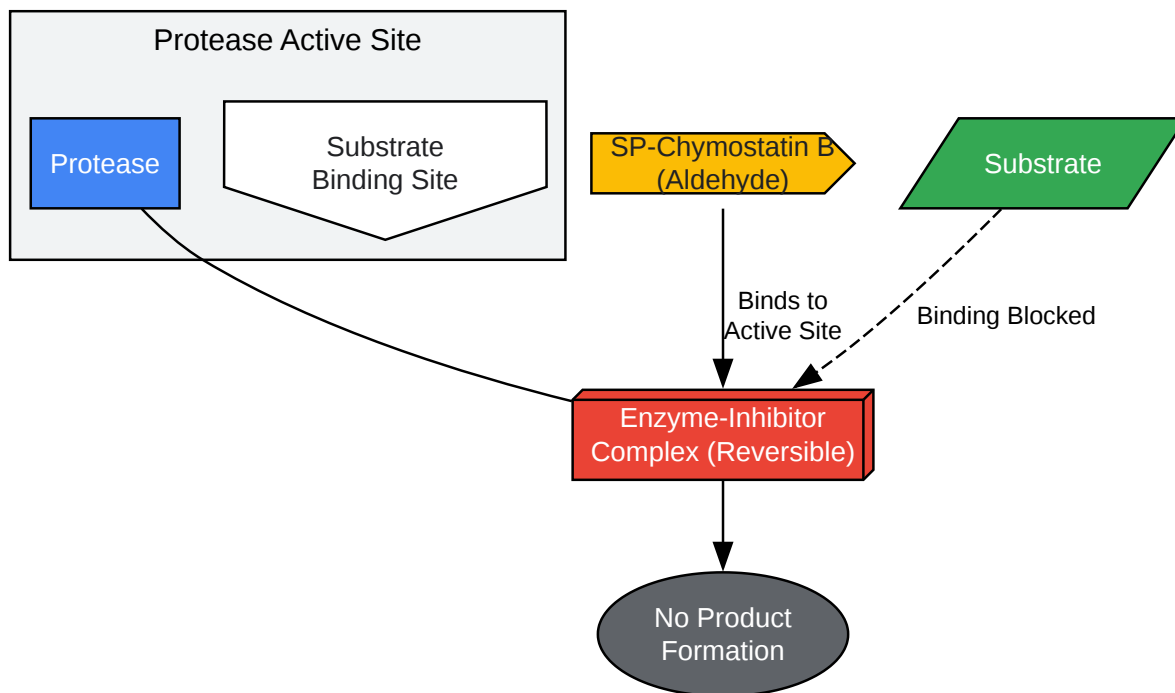 Protease Active Site
Protease
Substrate
Binding Site
SP-Chymostatin B
(Aldehyde)
Substrate
Binds to
Active Site
Binding Blocked
Enzyme-Inhibitor
Complex (Reversible)
No Product
Formation